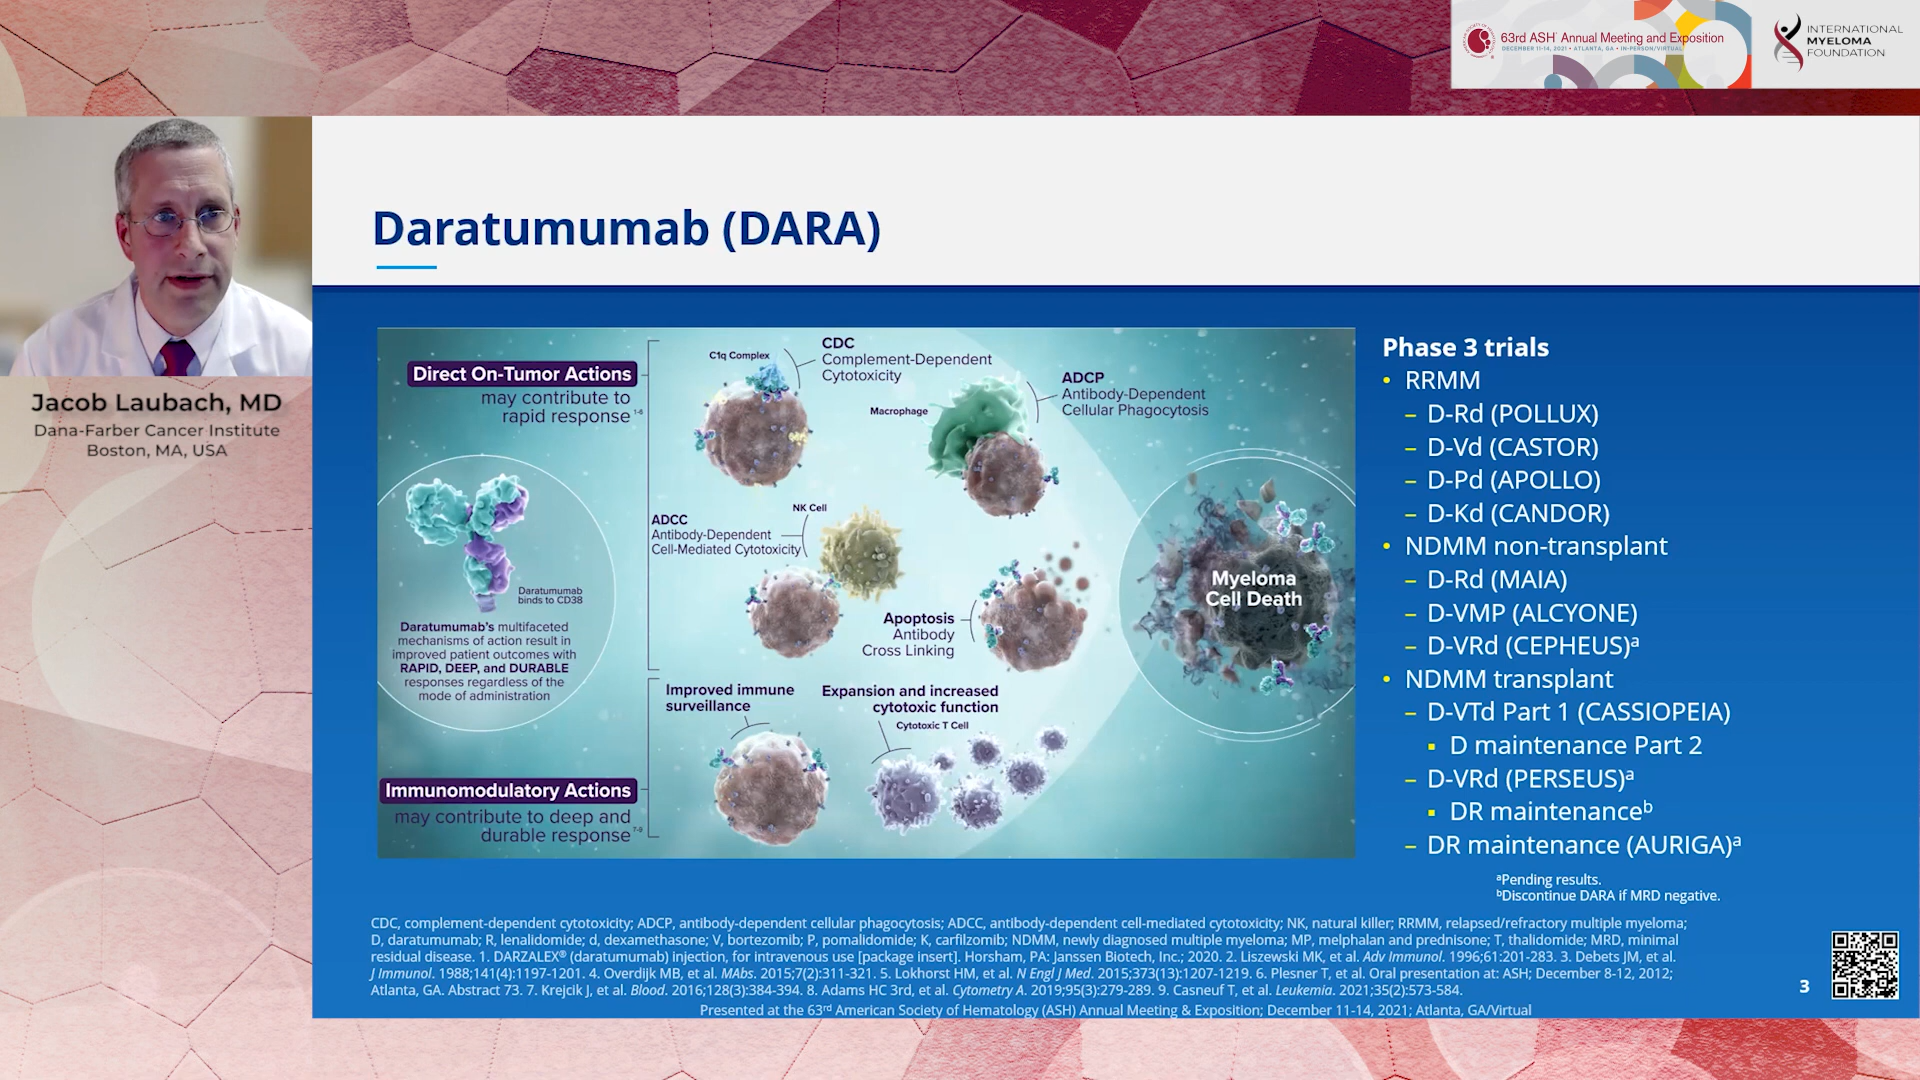 63rd ASH® Annual Meeting and Exposition
DECEMBER 11-14, 2021 • ATLANTA, GA • IN-PERSON/VIRTUAL
INTERNATIONAL
MYELOMA
FOUNDATION
Jacob Laubach, MD
Dana-Farber Cancer Institute
Boston, MA, USA
Daratumumab (DARA)
Direct On-Tumor Actions
may contribute to
rapid response 1-6
C1q Complex
CDC
Complement-Dependent
Cytotoxicity
Macrophage
ADCP
Antibody-Dependent
Cellular Phagocytosis
NK Cell
ADCC
Antibody-Dependent
Cell-Mediated Cytotoxicity
Daratumumab
binds to CD38
Daratumumab's multifaceted
mechanisms of action result in
improved patient outcomes with
RAPID, DEEP, and DURABLE
responses regardless of the
mode of administration
Apoptosis
Antibody
Cross Linking
Myeloma
Cell Death
Improved immune
surveillance
Expansion and increased
cytotoxic function
Cytotoxic T Cell
Immunomodulatory Actions
may contribute to deep and
durable response 7-9
Phase 3 trials
• RRMM
– D-Rd (POLLUX)
– D-Vd (CASTOR)
– D-Pd (APOLLO)
– D-Kd (CANDOR)
• NDMM non-transplant
– D-Rd (MAIA)
– D-VMP (ALCYONE)
– D-VRd (CEPHEUS)ᵃ
• NDMM transplant
– D-VTd Part 1 (CASSIOPEIA)
▪ D maintenance Part 2
– D-VRd (PERSEUS)ᵃ
▪ DR maintenanceᵇ
– DR maintenance (AURIGA)ᵃ
ᵃPending results.
ᵇDiscontinue DARA if MRD negative.
CDC, complement-dependent cytotoxicity; ADCP, antibody-dependent cellular phagocytosis; ADCC, antibody-dependent cell-mediated cytotoxicity; NK, natural killer; RRMM, relapsed/refractory multiple myeloma;
D, daratumumab; R, lenalidomide; d, dexamethasone; V, bortezomib; P, pomalidomide; K, carfilzomib; NDMM, newly diagnosed multiple myeloma; MP, melphalan and prednisone; T, thalidomide; MRD, minimal
residual disease. 1. DARZALEX® (daratumumab) injection, for intravenous use [package insert]. Horsham, PA: Janssen Biotech, Inc.; 2020. 2. Liszewski MK, et al. Adv Immunol. 1996;61:201-283. 3. Debets JM, et al.
J Immunol. 1988;141(4):1197-1201. 4. Overdijk MB, et al. MAbs. 2015;7(2):311-321. 5. Lokhorst HM, et al. N Engl J Med. 2015;373(13):1207-1219. 6. Plesner T, et al. Oral presentation at: ASH; December 8-12, 2012;
Atlanta, GA. Abstract 73. 7. Krejcik J, et al. Blood. 2016;128(3):384-394. 8. Adams HC 3rd, et al. Cytometry A. 2019;95(3):279-289. 9. Casneuf T, et al. Leukemia. 2021;35(2):573-584.
3
Presented at the 63rd American Society of Hematology (ASH) Annual Meeting & Exposition; December 11-14, 2021; Atlanta, GA/Virtual